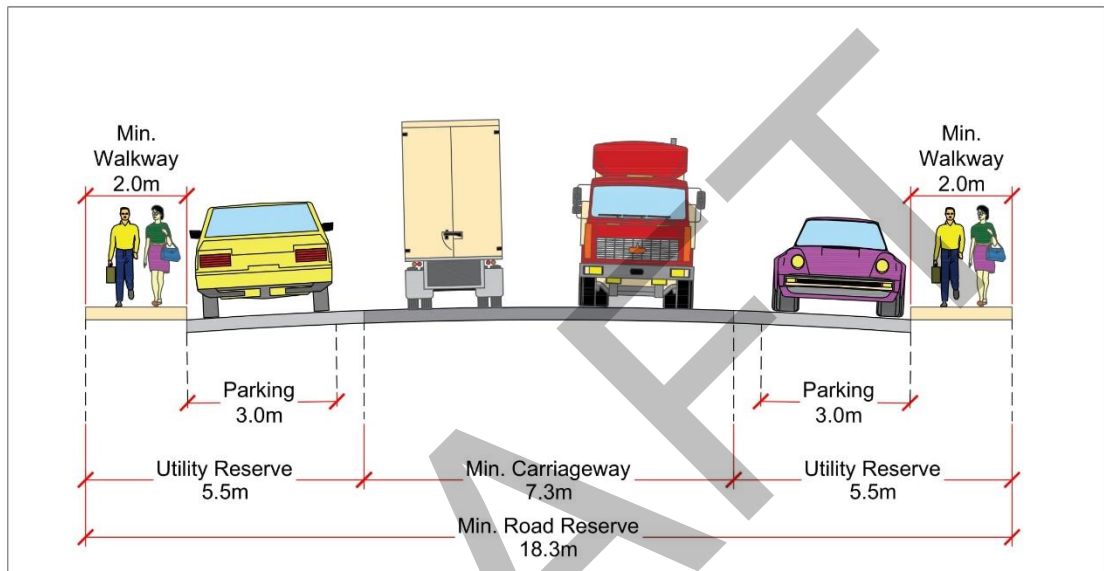 Min.
Walkway
2.0m
Min.
Walkway
2.0m
Parking
3.0m
Parking
3.0m
Utility Reserve
5.5m
Min. Carriageway
7.3m
Utility Reserve
5.5m
Min. Road Reserve
18.3m
AFT